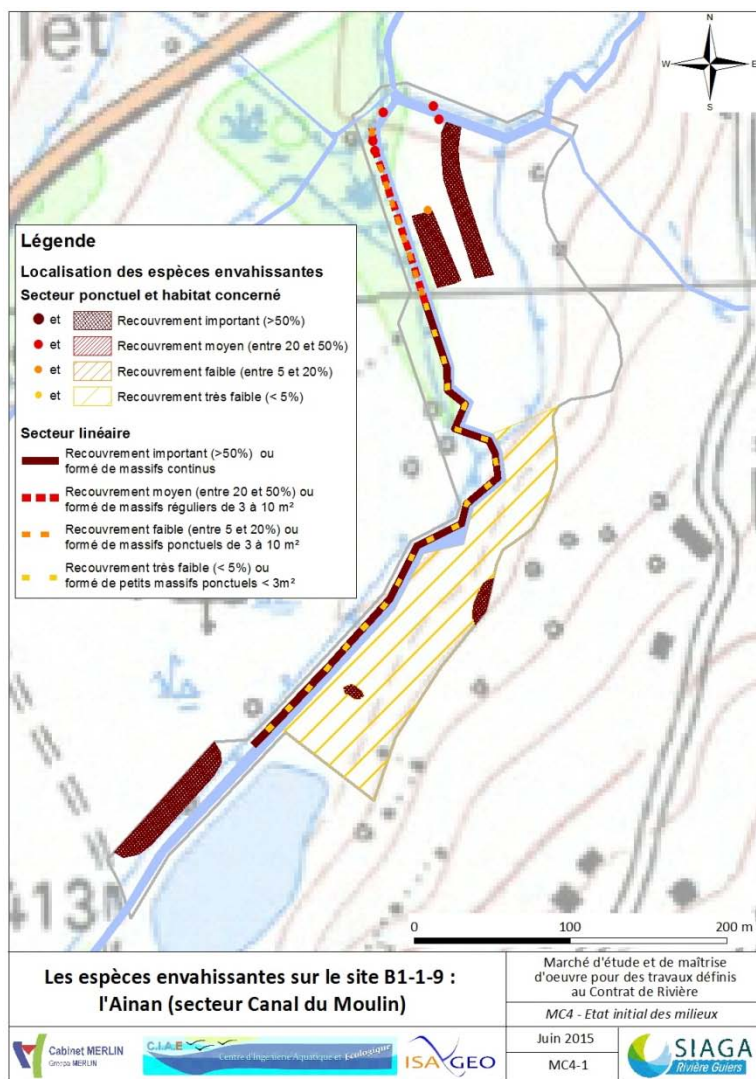 let
N
W
E
S
Légende
Localisation des espèces envahissantes
Secteur ponctuel et habitat concerné
et Recouvrement important (>50%)
et Recouvrement moyen (entre 20 et 50%)
et Recouvrement faible (entre 5 et 20%)
et Recouvrement très faible (< 5%)
Secteur linéaire
Recouvrement important (>50%) ou
formé de massifs continus
Recouvrement moyen (entre 20 et 50%) ou
formé de massifs réguliers de 3 à 10 m²
Recouvrement faible (entre 5 et 20%) ou
formé de massifs ponctuels de 3 à 10 m²
Recouvrement très faible (< 5%) ou
formé de petits massifs ponctuels < 3m²
413
0 100 200 m
Les espèces envahissantes sur le site B1-1-9 :
l'Ainan (secteur Canal du Moulin)
Marché d'étude et de maîtrise
d'oeuvre pour des travaux définis
au Contrat de Rivière
MC4 - Etat initial des milieux
Juin 2015
MC4-1
Cabinet MERLIN
Groupe MERLIN
C.I.A.E
Centre d'Ingénierie Aquatique et Ecologique
ISA GEO
SIAGA
Rivière Guiers